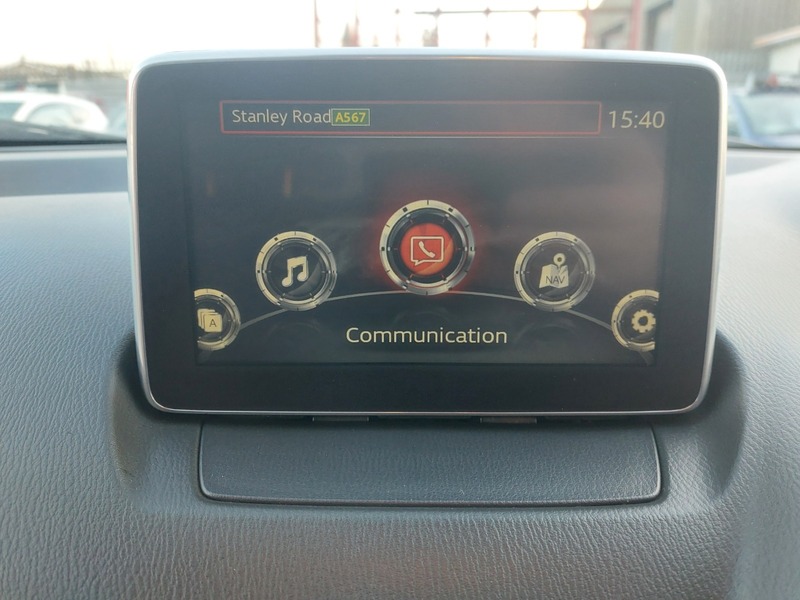 Stanley Road A567
15:40
NAV
A
Communication